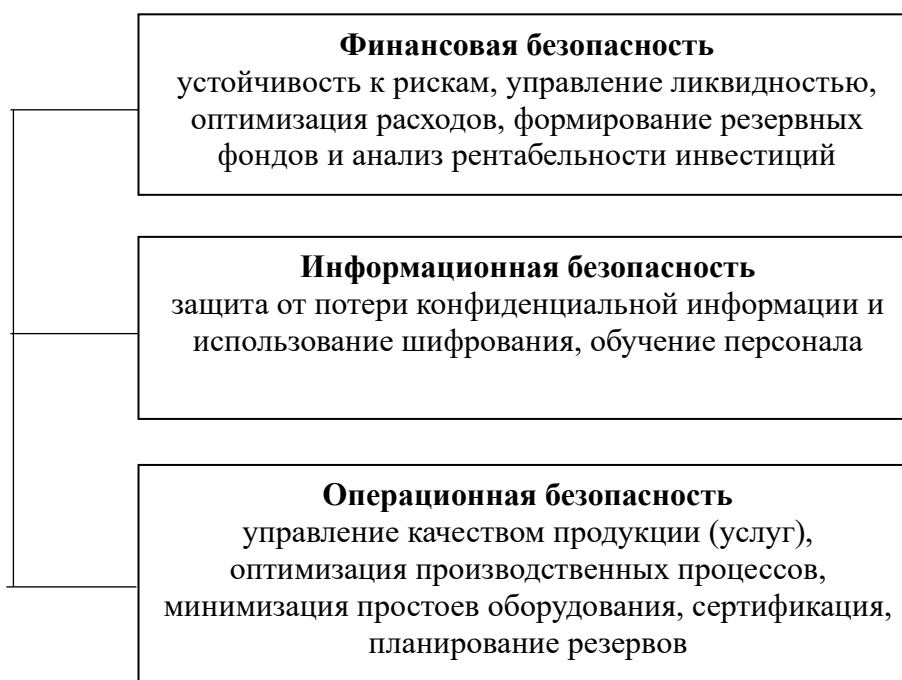 Финансовая безопасность
устойчивость к рискам, управление ликвидностью,
оптимизация расходов, формирование резервных
фондов и анализ рентабельности инвестиций
Информационная безопасность
защита от потери конфиденциальной информации и
использование шифрования, обучение персонала
Операционная безопасность
управление качеством продукции (услуг),
оптимизация производственных процессов,
минимизация простоев оборудования, сертификация,
планирование резервов